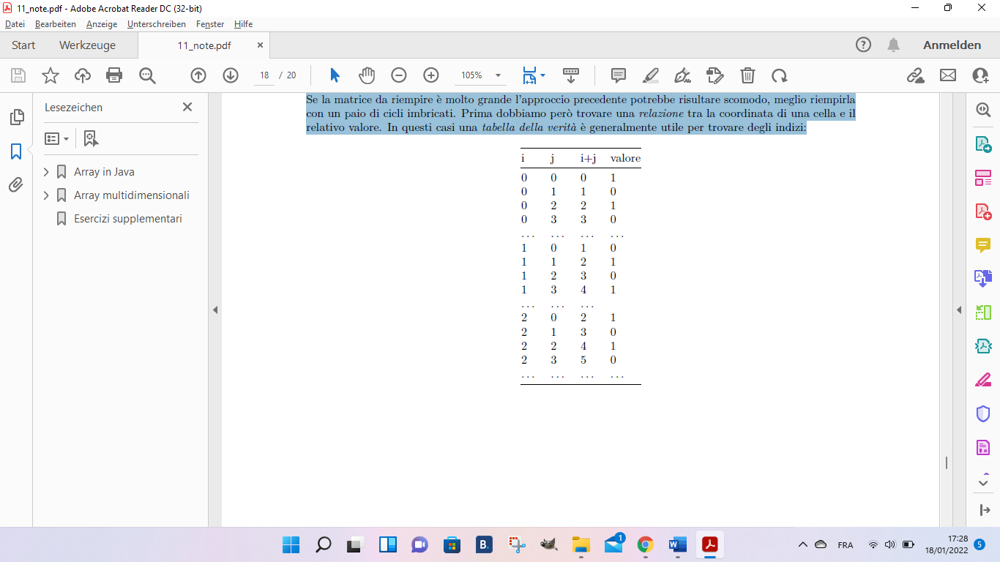 11_note.pdf - Adobe Acrobat Reader DC (32-bit)
Datei Bearbeiten Anzeige Unterschreiben Fenster Hilfe
Start Werkzeuge 11_note.pdf × Anmelden
18 / 20 105%
Lesezeichen
Array in Java
Array multidimensionali
Esercizi supplementari
Se la matrice da riempire è molto grande l'approccio precedente potrebbe risultare scomodo, meglio riempirla
con un paio di cicli imbricati. Prima dobbiamo però trovare una relazione tra la coordinata di una cella e il
relativo valore. In questi casi una tabella della verità è generalmente utile per trovare degli indizi:
i j i+j valore
0 0 0 1
0 1 1 0
0 2 2 1
0 3 3 0
... ... ... ...
1 0 1 0
1 1 2 1
1 2 3 0
1 3 4 1
... ... ...
2 0 2 1
2 1 3 0
2 2 4 1
2 3 5 0
... ... ... ...
B. 1 W FRA 17:28 5
18/01/2022